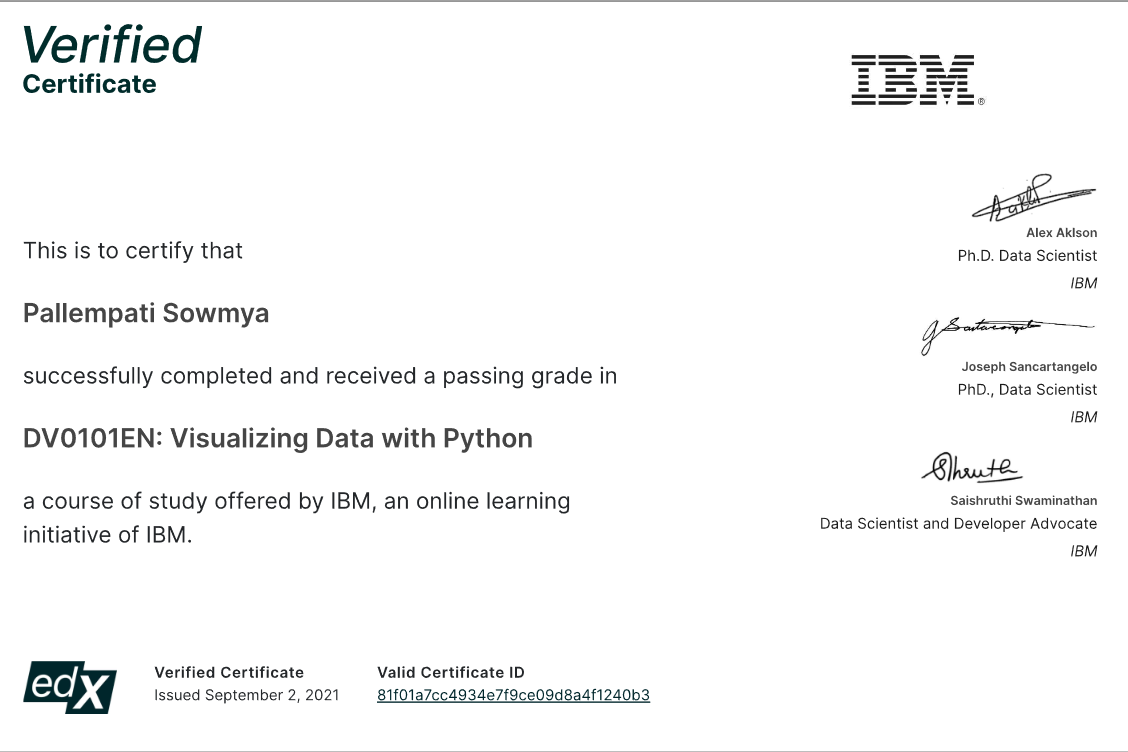 Verified
Certificate
IBM®
This is to certify that
Pallempati Sowmya
successfully completed and received a passing grade in
DV0101EN: Visualizing Data with Python
a course of study offered by IBM, an online learning
initiative of IBM.
Alex Aklson
Ph.D. Data Scientist
IBM
Joseph Sancartangelo
PhD., Data Scientist
IBM
Saishruthi Swaminathan
Data Scientist and Developer Advocate
IBM
edX
Verified Certificate
Issued September 2, 2021
Valid Certificate ID
81f01a7cc4934e7f9ce09d8a4f1240b3